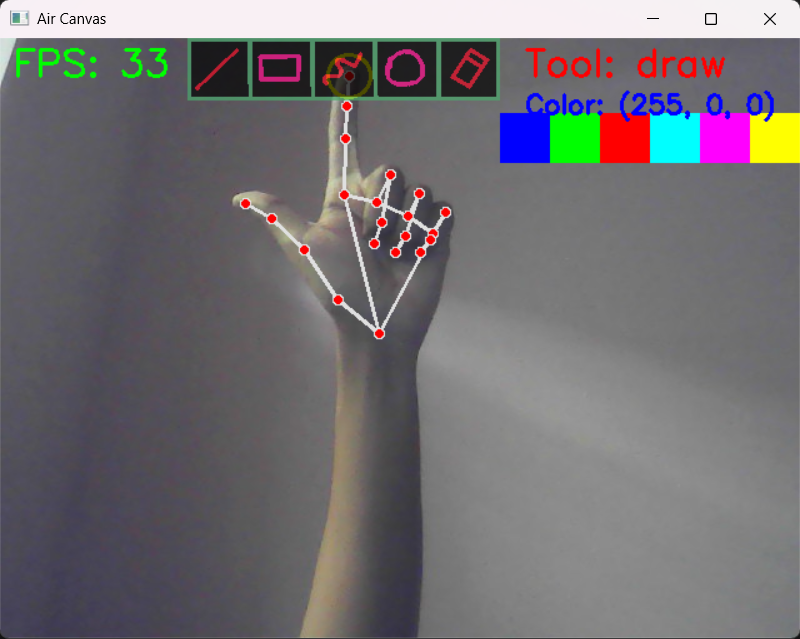 Air Canvas
FPS: 33
Tool: draw
Color: (255, 0, 0)